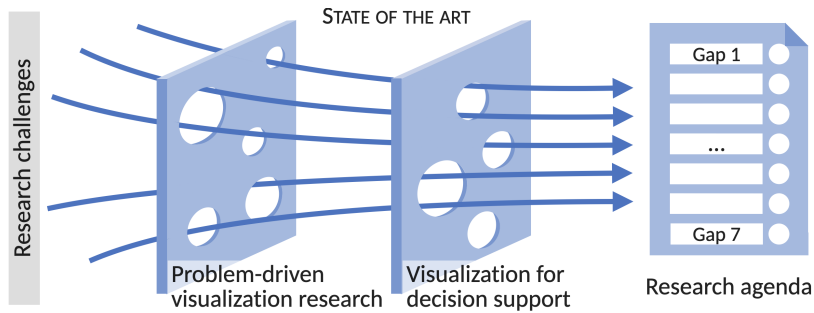 STATE OF THE ART
Research challenges
Problem-driven
visualization research
Visualization for
decision support
Gap 1
...
Gap 7
Research agenda